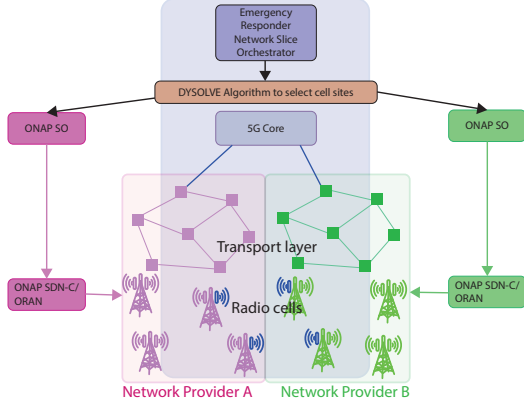 Emergency
Responder
Network Slice
Orchestrator
DYSOLVE Algorithm to select cell sites
ONAP SO
5G Core
ONAP SO
Transport layer
ONAP SDN-C/
ORAN
Radio cells
ONAP SDN-C/
ORAN
Network Provider A
Network Provider B